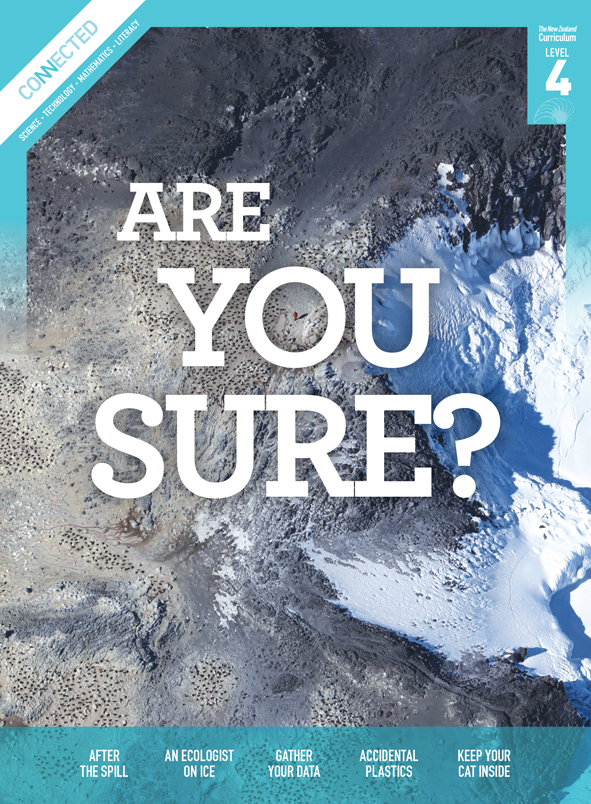 CONNECTED
SCIENCE • TECHNOLOGY • MATHEMATICS • LITERACY
The New Zealand
Curriculum
LEVEL
4
ARE
YOU
SURE?
AFTER
THE SPILL
AN ECOLOGIST
ON ICE
GATHER
YOUR DATA
ACCIDENTAL
PLASTICS
KEEP YOUR
CAT INSIDE